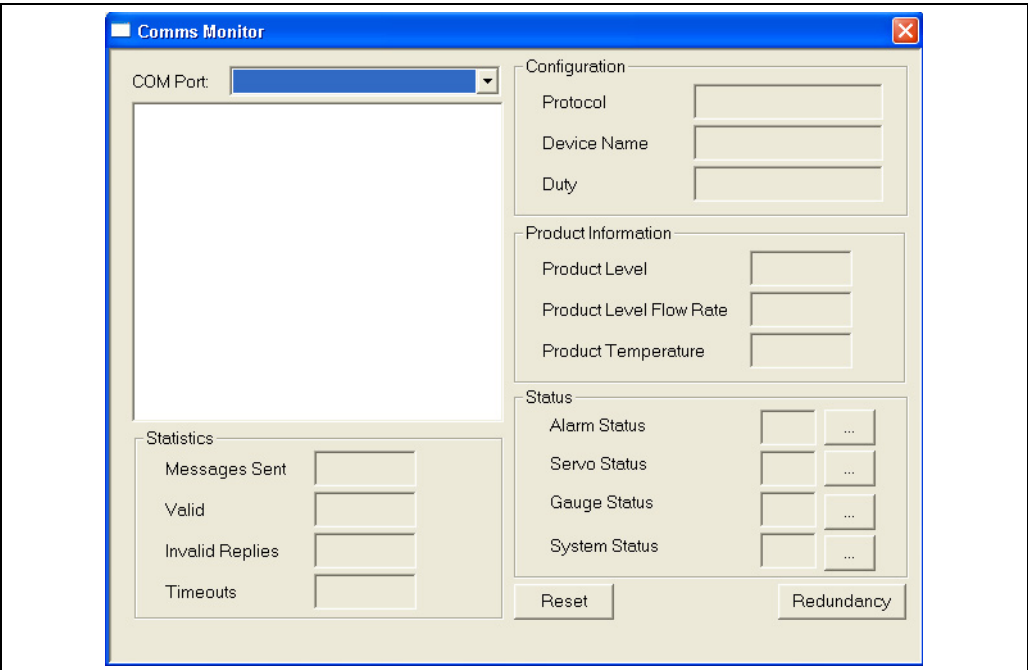 Comms Monitor
COM Port:
Configuration
Protocol
Device Name
Duty
Product Information
Product Level
Product Level Flow Rate
Product Temperature
Status
Alarm Status ...
Servo Status ...
Gauge Status ...
System Status ...
Statistics
Messages Sent
Valid
Invalid Replies
Timeouts
Reset
Redundancy